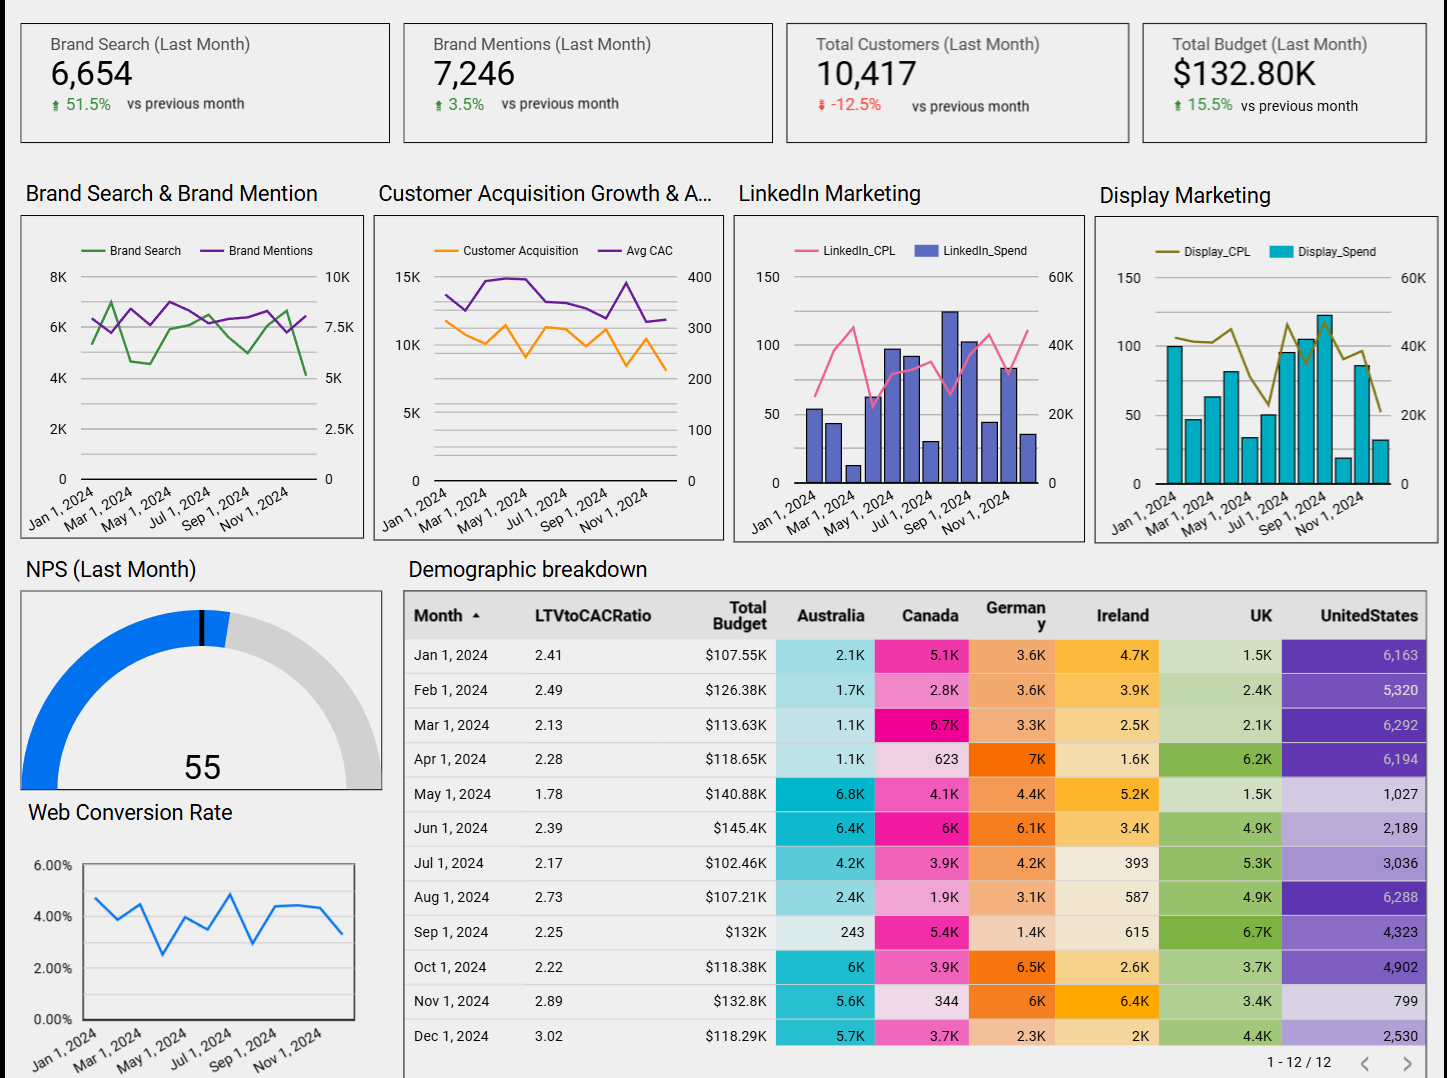 Brand Search (Last Month)
6,654
51.5% vs previous month
Brand Mentions (Last Month)
7,246
3.5% vs previous month
Total Customers (Last Month)
10,417
-12.5% vs previous month
Total Budget (Last Month)
$132.80K
15.5% vs previous month
Brand Search & Brand Mention
Brand Search Brand Mentions
8K 10K
6K 7.5K
4K 5K
2K 2.5K
0 0
Jan 1, 2024 Mar 1, 2024 May 1, 2024 Jul 1, 2024 Sep 1, 2024 Nov 1, 2024
Customer Acquisition Growth & A...
Customer Acquisition Avg CAC
15K 400
10K 300
200
5K 100
0 0
Jan 1, 2024 Mar 1, 2024 May 1, 2024 Jul 1, 2024 Sep 1, 2024 Nov 1, 2024
LinkedIn Marketing
LinkedIn_CPL LinkedIn_Spend
150 60K
100 40K
50 20K
0 0
Jan 1, 2024 Mar 1, 2024 May 1, 2024 Jul 1, 2024 Sep 1, 2024 Nov 1, 2024
Display Marketing
Display_CPL Display_Spend
150 60K
100 40K
50 20K
0 0
Jan 1, 2024 Mar 1, 2024 May 1, 2024 Jul 1, 2024 Sep 1, 2024 Nov 1, 2024
NPS (Last Month)
55
Web Conversion Rate
6.00%
4.00%
2.00%
0.00%
Jan 1, 2024 Mar 1, 2024 May 1, 2024 Jul 1, 2024 Sep 1, 2024 Nov 1, 2024
Demographic breakdown
Month LTVtoCACRatio Total Budget Australia Canada Germany Ireland UK UnitedStates
Jan 1, 2024 2.41 $107.55K 2.1K 5.1K 3.6K 4.7K 1.5K 6,163
Feb 1, 2024 2.49 $126.38K 1.7K 2.8K 3.6K 3.9K 2.4K 5,320
Mar 1, 2024 2.13 $113.63K 1.1K 6.7K 3.3K 2.5K 2.1K 6,292
Apr 1, 2024 2.28 $118.65K 1.1K 623 7K 1.6K 6.2K 6,194
May 1, 2024 1.78 $140.88K 6.8K 4.1K 4.4K 5.2K 1.5K 1,027
Jun 1, 2024 2.39 $145.4K 6.4K 6K 6.1K 3.4K 4.9K 2,189
Jul 1, 2024 2.17 $102.46K 4.2K 3.9K 4.2K 393 5.3K 3,036
Aug 1, 2024 2.73 $107.21K 2.4K 1.9K 3.1K 587 4.9K 6,288
Sep 1, 2024 2.25 $132K 243 5.4K 1.4K 615 6.7K 4,323
Oct 1, 2024 2.22 $118.38K 6K 3.9K 6.5K 2.6K 3.7K 4,902
Nov 1, 2024 2.89 $132.8K 5.6K 344 6K 6.4K 3.4K 799
Dec 1, 2024 3.02 $118.29K 5.7K 3.7K 2.3K 2K 4.4K 2,530
1 - 12 / 12